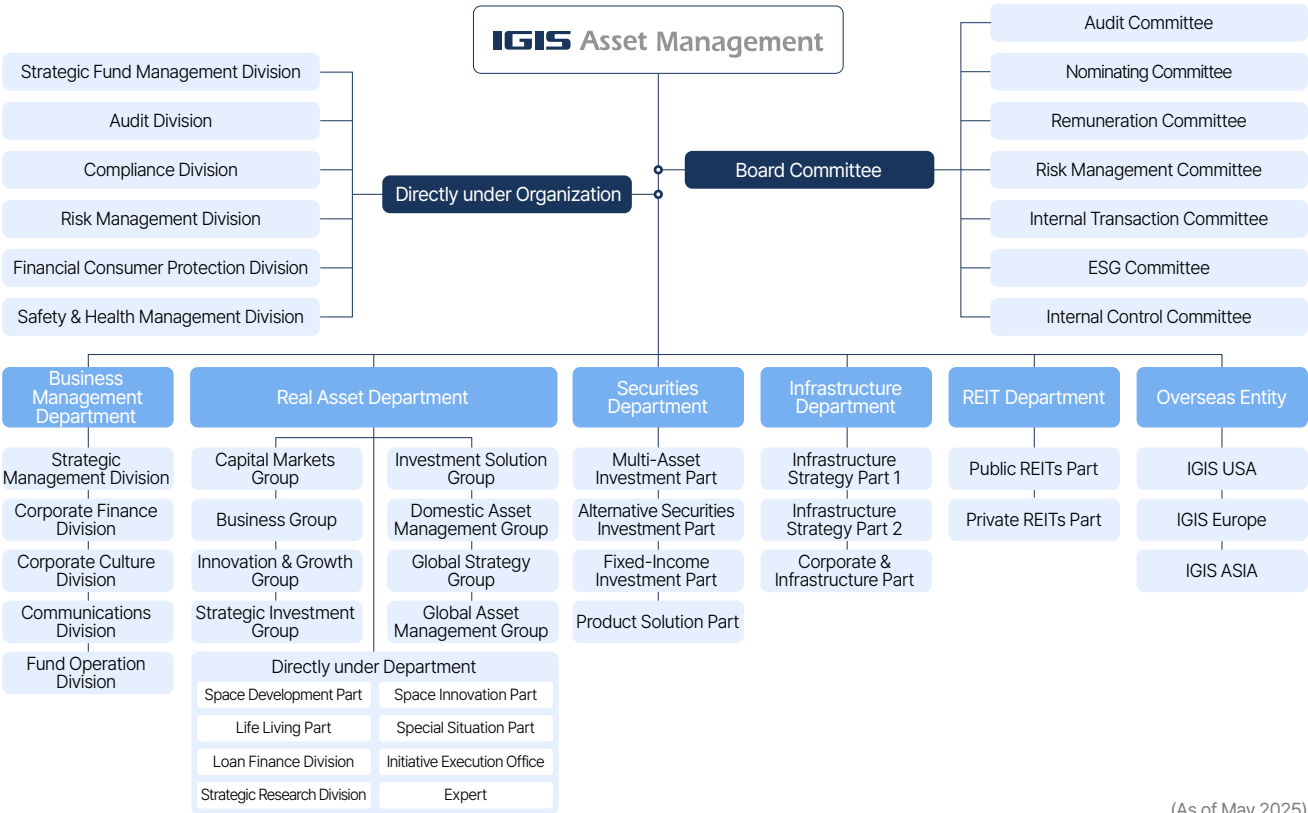 IGIS Asset Management
Strategic Fund Management Division
Audit Division
Compliance Division
Risk Management Division
Financial Consumer Protection Division
Safety & Health Management Division
Directly under Organization
Board Committee
Audit Committee
Nominating Committee
Remuneration Committee
Risk Management Committee
Internal Transaction Committee
ESG Committee
Internal Control Committee
Business
Management
Department
Strategic
Management Division
Corporate Finance
Division
Corporate Culture
Division
Communications
Division
Fund Operation
Division
Real Asset Department
Capital Markets
Group
Business Group
Innovation & Growth
Group
Strategic Investment
Group
Investment Solution
Group
Domestic Asset
Management Group
Global Strategy
Group
Global Asset
Management Group
Directly under Department
Space Development Part
Space Innovation Part
Life Living Part
Special Situation Part
Loan Finance Division
Initiative Execution Office
Strategic Research Division
Expert
Securities
Department
Multi-Asset
Investment Part
Alternative Securities
Investment Part
Fixed-Income
Investment Part
Product Solution Part
Infrastructure
Department
Infrastructure
Strategy Part 1
Infrastructure
Strategy Part 2
Corporate &
Infrastructure Part
REIT Department
Public REITs Part
Private REITs Part
Overseas Entity
IGIS USA
IGIS Europe
IGIS ASIA
(As of May 2025)